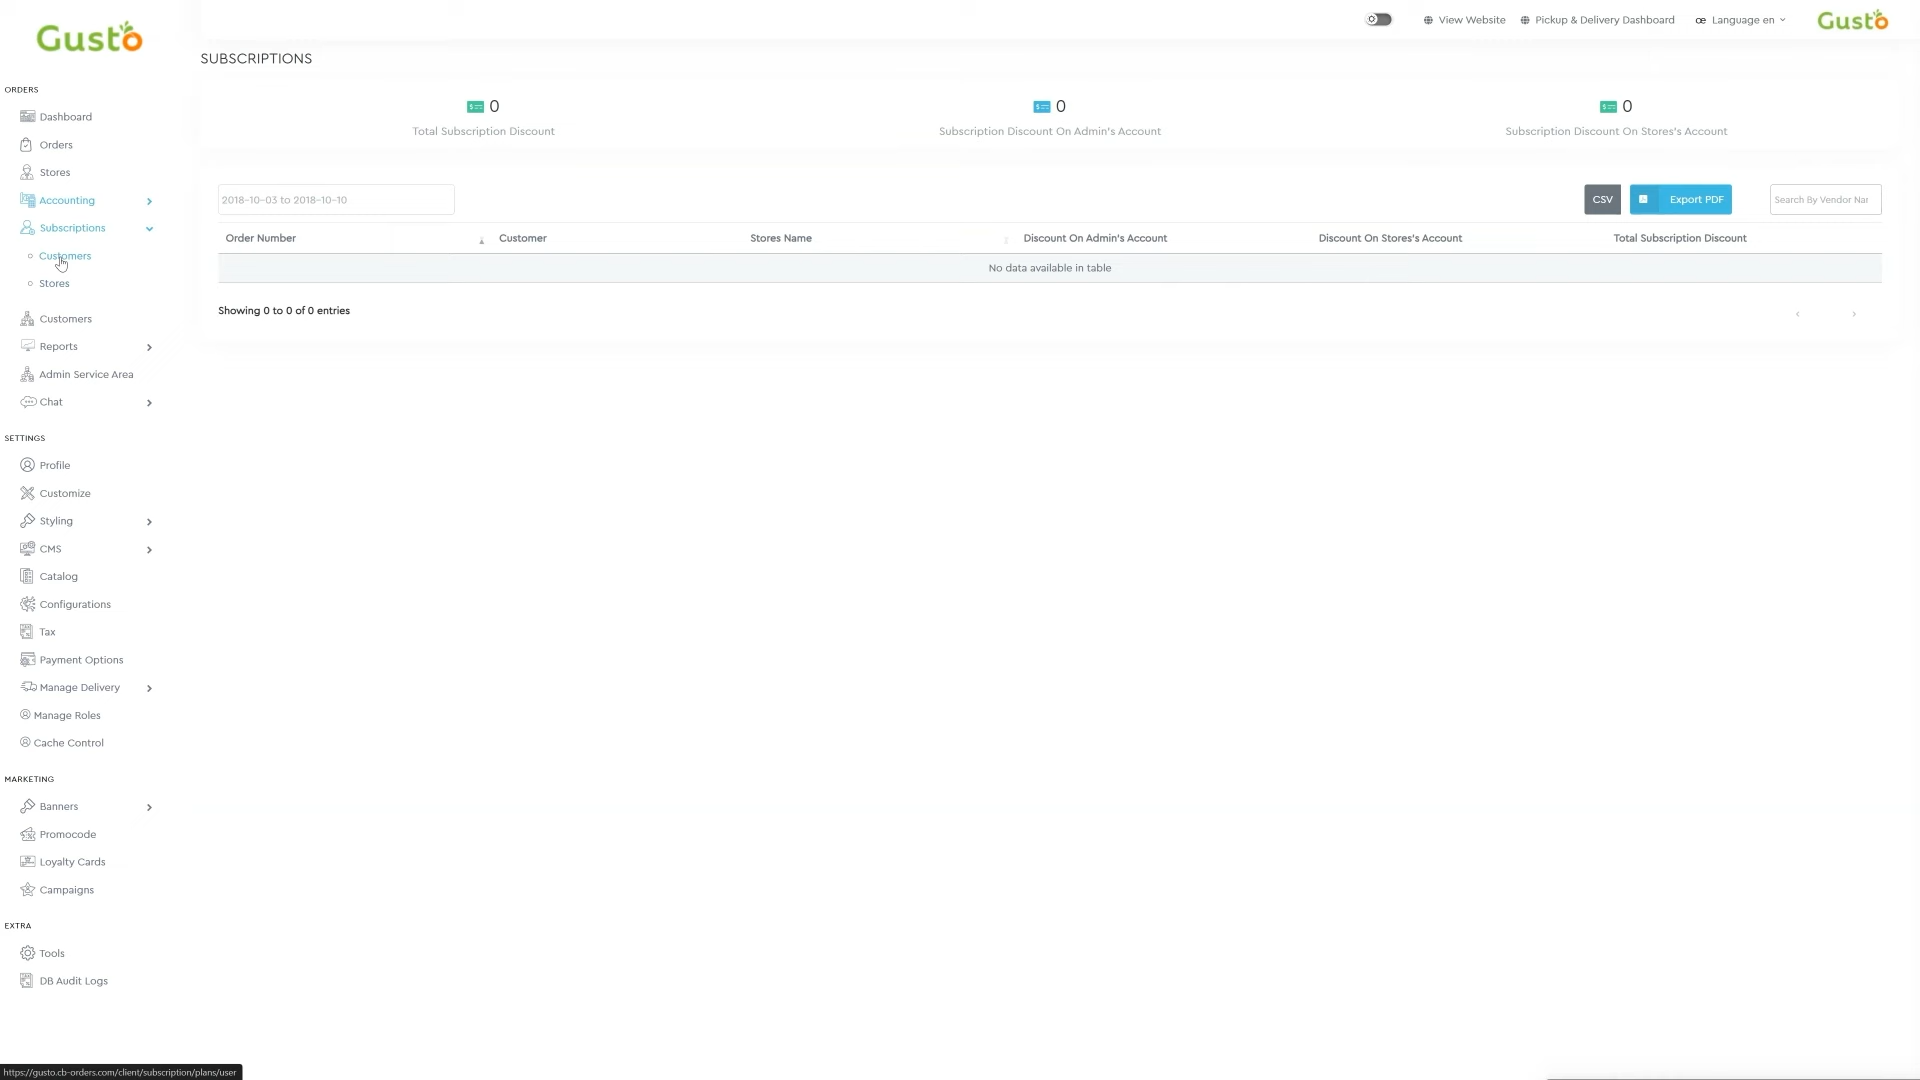 Gusto
View Website
Pickup & Delivery Dashboard
Language en
Gusto
SUBSCRIPTIONS
ORDERS
Dashboard
Orders
Stores
Accounting
Subscriptions
Customers
Stores
Customers
Reports
Admin Service Area
Chat
SETTINGS
Profile
Customize
Styling
CMS
Catalog
Configurations
Tax
Payment Options
Manage Delivery
Manage Roles
Cache Control
MARKETING
Banners
Promocode
Loyalty Cards
Campaigns
EXTRA
Tools
DB Audit Logs
0
Total Subscription Discount
0
Subscription Discount On Admin's Account
0
Subscription Discount On Stores's Account
2018-10-03 to 2018-10-10
CSV
Export PDF
Search By Vendor Nar
Order Number Customer Stores Name Discount On Admin's Account Discount On Stores's Account Total Subscription Discount
No data available in table
Showing 0 to 0 of 0 entries
https://gusto.cb-orders.com/client/subscription/plans/user